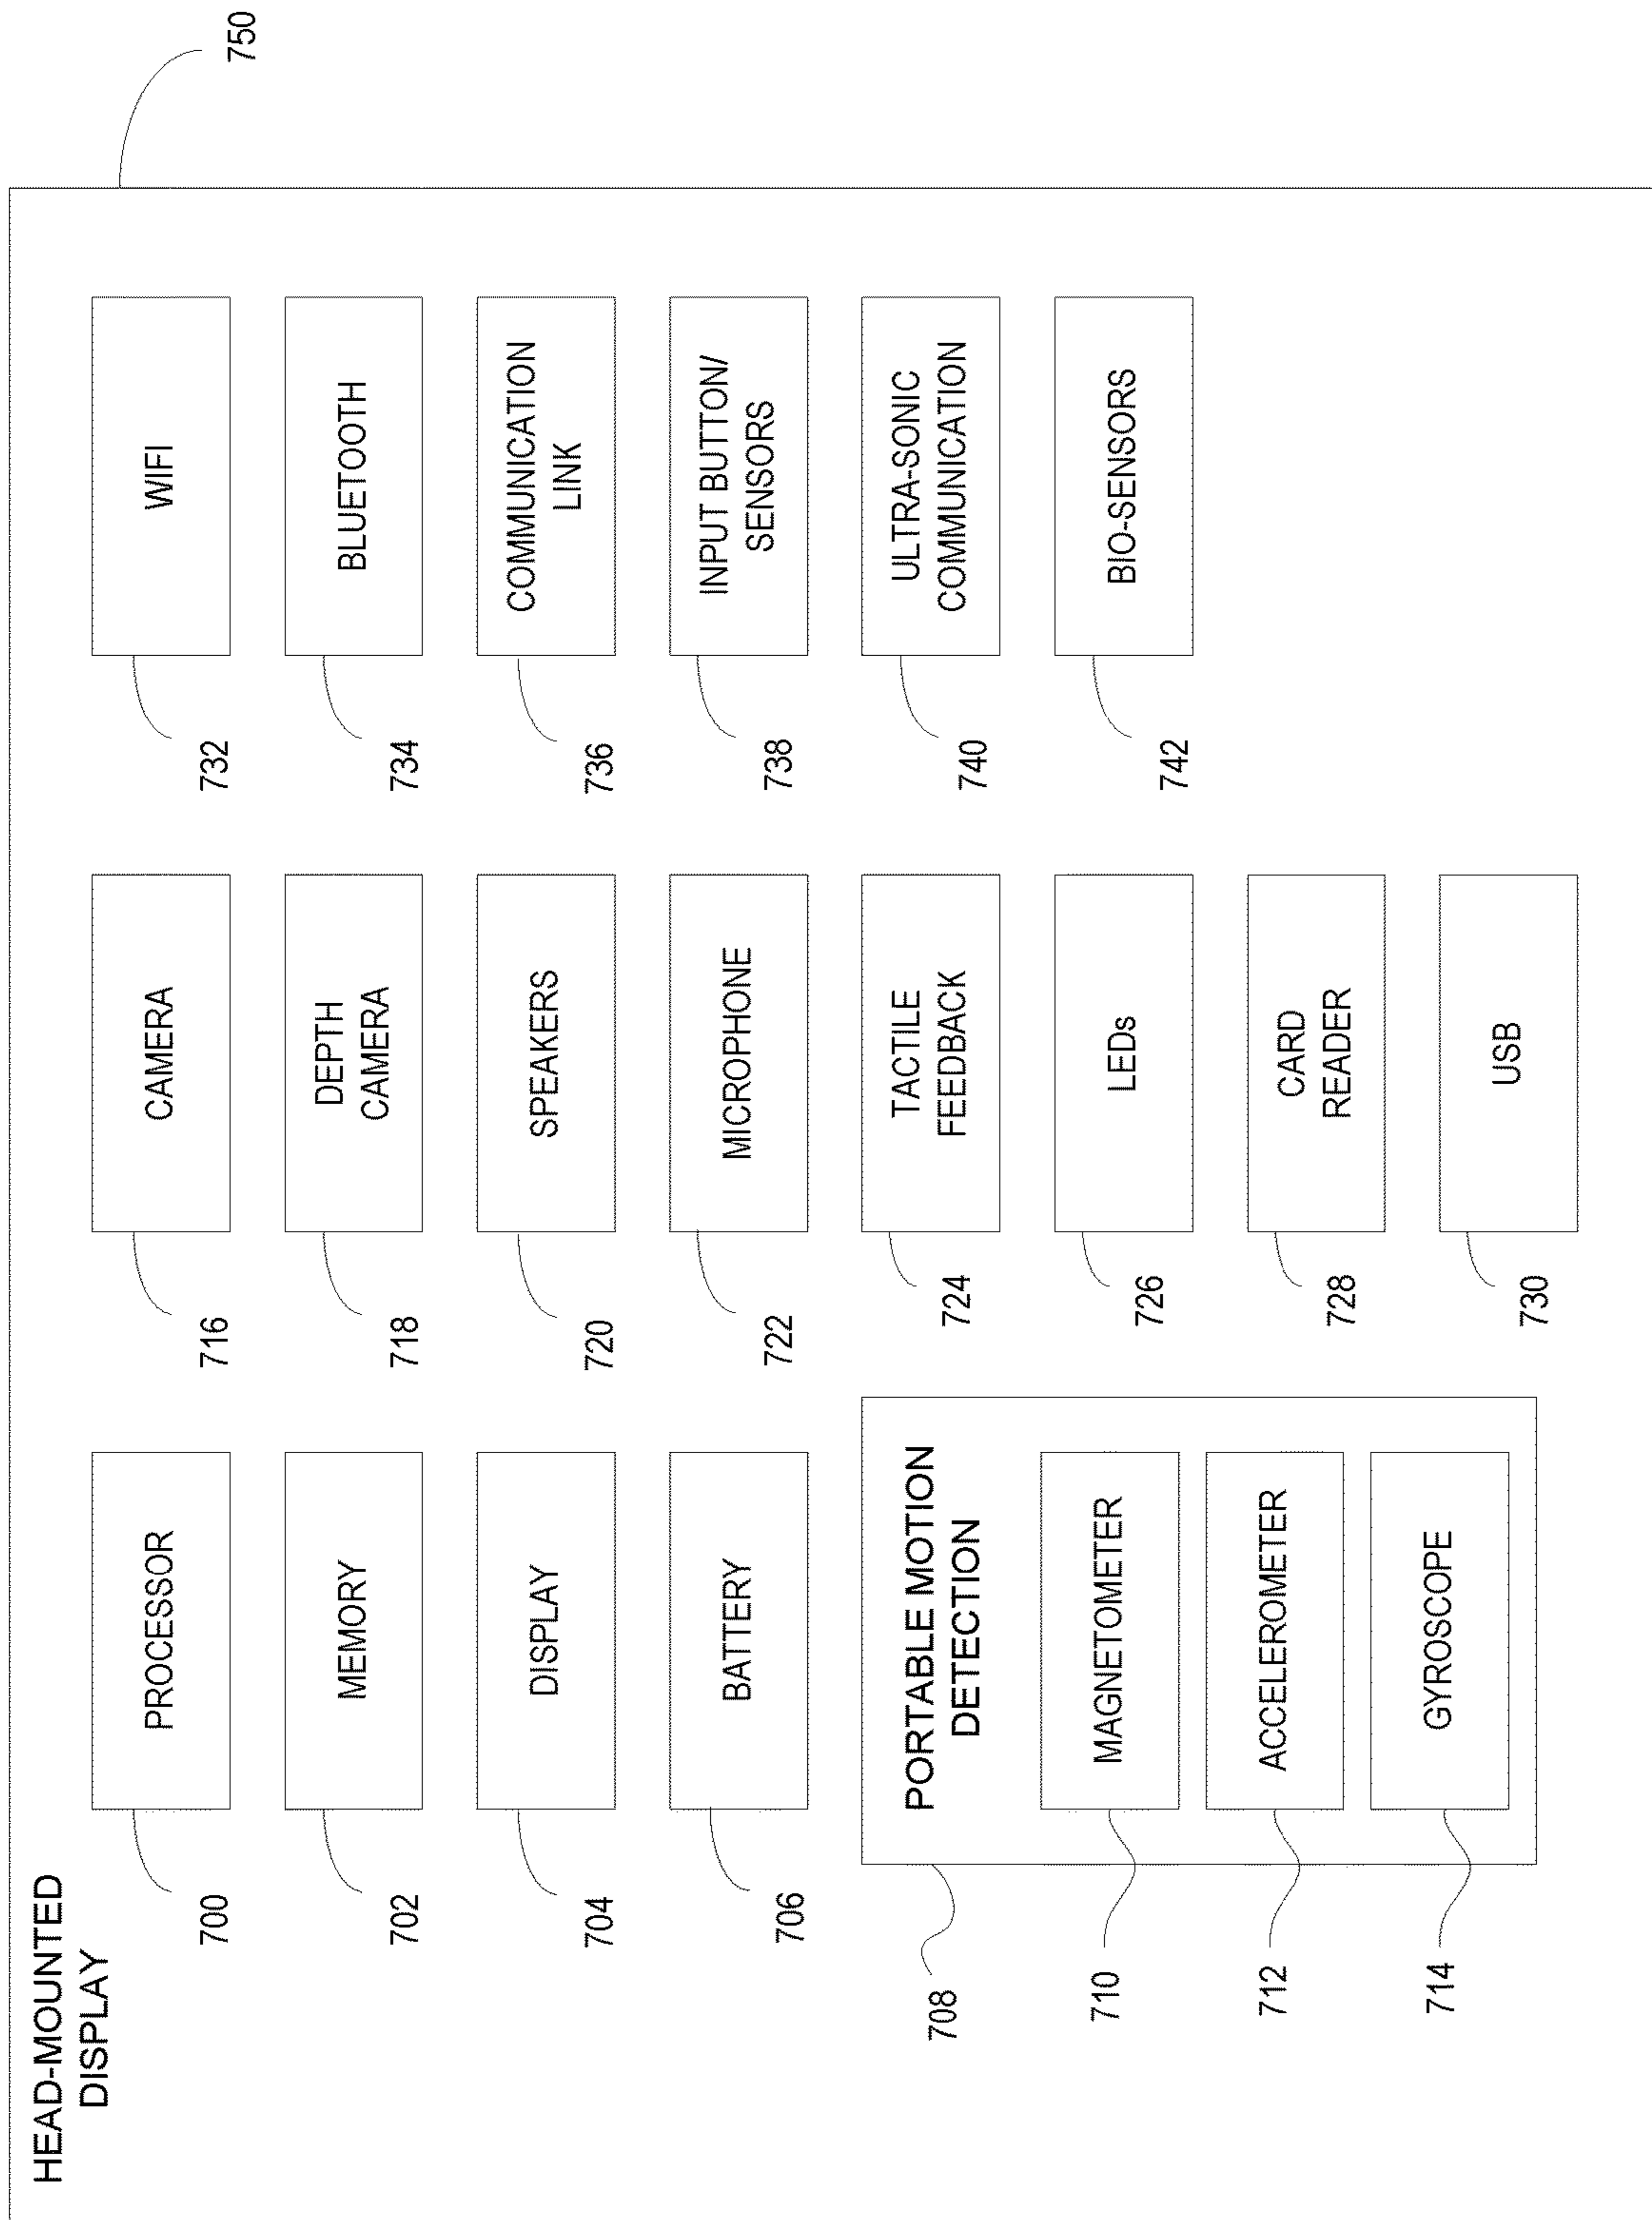 HEAD-MOUNTED
DISPLAY
750
700
PROCESSOR
702
MEMORY
704
DISPLAY
706
BATTERY
708
PORTABLE MOTION
DETECTION
710
MAGNETOMETER
712
ACCELEROMETER
714
GYROSCOPE
716
CAMERA
718
DEPTH
CAMERA
720
SPEAKERS
722
MICROPHONE
724
TACTILE
FEEDBACK
726
LEDs
728
CARD
READER
730
USB
732
WIFI
734
BLUETOOTH
736
COMMUNICATION
LINK
738
INPUT BUTTON/
SENSORS
740
ULTRA-SONIC
COMMUNICATION
742
BIO-SENSORS